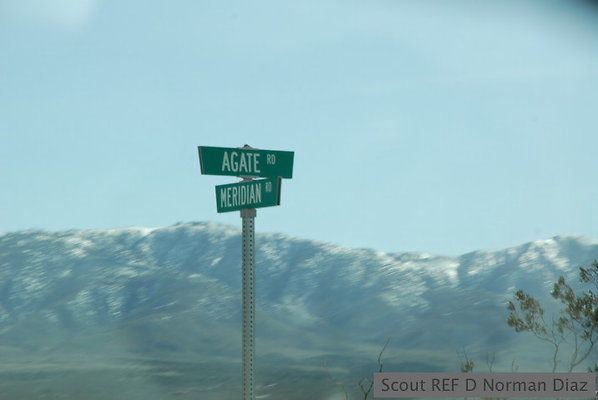 AGATE RD
MERIDIAN RD
Scout REF D Norman Diaz